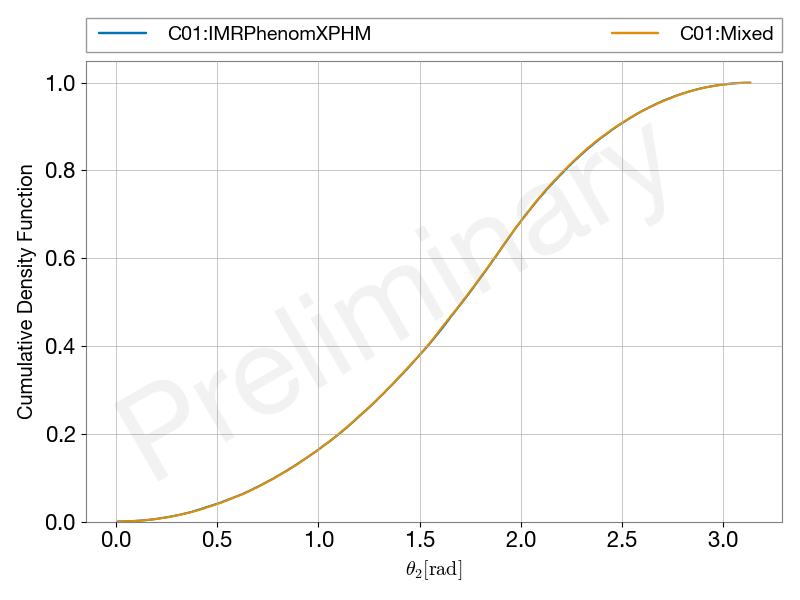 C01:IMRPhenomXPHM C01:Mixed
1.0
0.8
0.6
0.4
0.2
0.0
Cumulative Density Function
Preliminary
0.0 0.5 1.0 1.5 2.0 2.5 3.0
θ₂[rad]